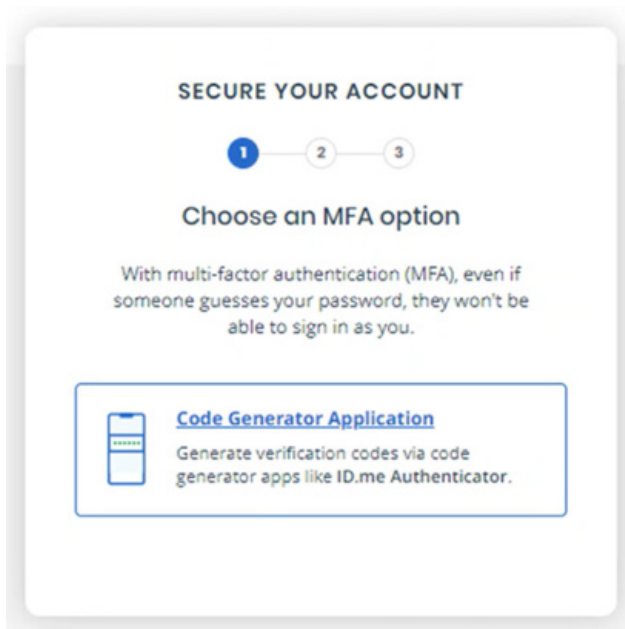 SECURE YOUR ACCOUNT
1 2 3
Choose an MFA option
With multi-factor authentication (MFA), even if
someone guesses your password, they won't be
able to sign in as you.
Code Generator Application
Generate verification codes via code
generator apps like ID.me Authenticator.